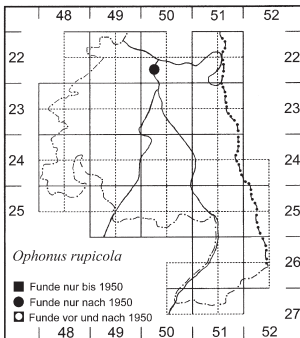 48 49 50 51 52
22 22
23 23
24 24
25 25
Ophonus rupicola
26
Funde nur bis 1950
Funde nur nach 1950
Funde vor und nach 1950
27
48 49 50 51 52